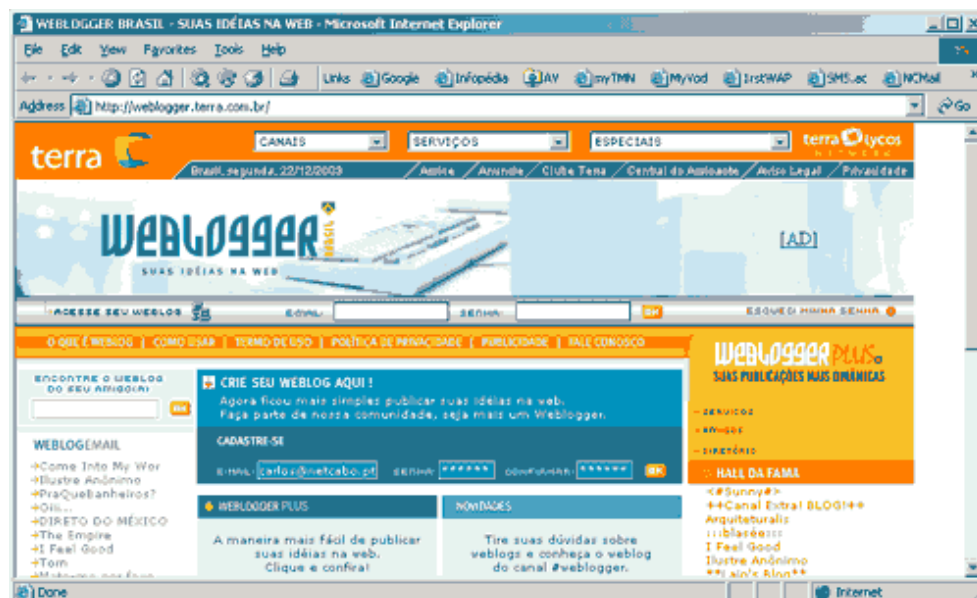 WEBLOGGER BRASIL - SUAS IDÉIAS NA WEB - Microsoft Internet Explorer
File Edit View Favorites Tools Help
Links Google Infopédia AV myTMN MyVod 1rstWAP SMS.ac NCMail
Address http://weblogger.terra.com.br/ Go
terra CANAIS SERVIÇOS ESPECIAIS terra Lycos
NETWORK
Brasil, segunda, 22/12/2003 Assine Anuncie Clube Terra Central do Assinante Aviso Legal Privacidade
WEBLOGGER BRASIL
SUAS IDÉIAS NA WEB
[AD]
ACESSE SEU WEBLOG E-MAIL: SENHA: OK ESQUECI MINHA SENHA
O QUE É WEBLOG | COMO USAR | TERMO DE USO | POLÍTICA DE PRIVACIDADE | PUBLICIDADE | FALE CONOSCO
WEBLOGGER PLUS
SUAS PUBLICAÇÕES MAIS DINÂMICAS
SERVICOS
AMIGOS
DIRETÓRIO
ENCONTRE O WEBLOG
DO SEU AMIGO(A)
OK
WEBLOGEMAIL
Come Into My Wor
Ilustre Anônimo
PraQueBanheiros?
Oii...
DIRETO DO MÉXICO
The Empire
I Feel Good
Tom
CRIE SEU WEBLOG AQUI !
Agora ficou mais simples publicar suas idéias na web.
Faça parte de nossa comunidade, seja mais um Weblogger.
CADASTRE-SE
E-MAIL: carlos@netcabo.pt SENHA: ****** CONFIRMAR: ****** OK
WEBLOGGER PLUS
A maneira mais fácil de publicar
suas idéias na web.
Clique e confira!
NOVIDADES
Tire suas dúvidas sobre
weblogs e conheça o weblog
do canal #weblogger.
HALL DA FAMA
<#Sunny#>
++Canal Extra! BLOG!++
Arquiteturalis
:::blasée:::
I Feel Good
Ilustre Anônimo
**Lain's Blog**
Done Internet